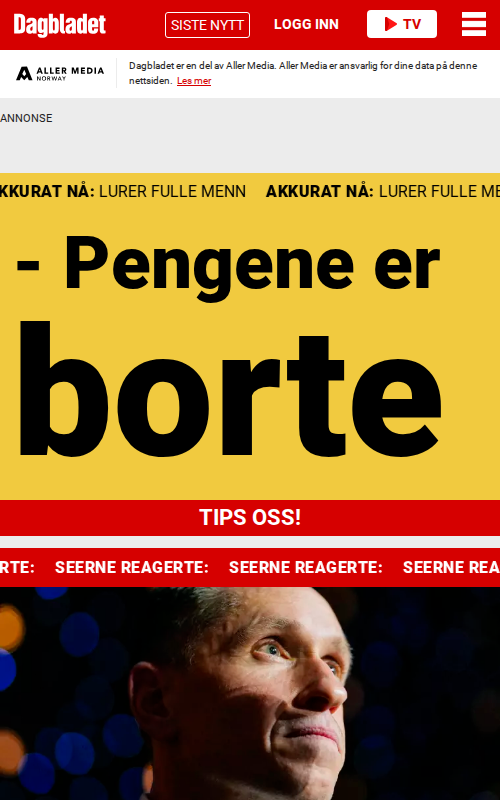 Dagbladet
SISTE NYTT
LOGG INN
TV
ALLER MEDIA
NORWAY
Dagbladet er en del av Aller Media. Aller Media er ansvarlig for dine data på denne
nettsiden. Les mer
ANNONSE
KKURAT NÅ: LURER FULLE MENN AKKURAT NÅ: LURER FULLE ME
- Pengene er
borte
TIPS OSS!
RTE: SEERNE REAGERTE: SEERNE REAGERTE: SEERNE REA